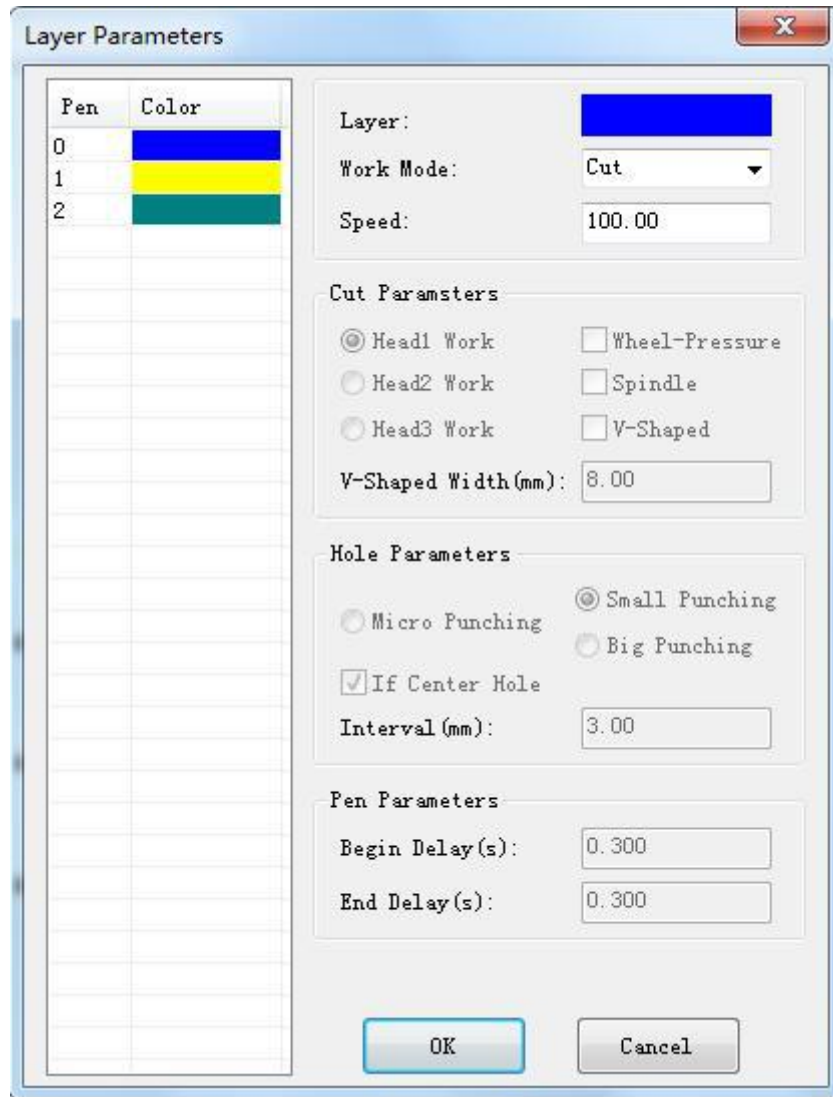 Layer Parameters
Pen Color
0
1
2
Layer:
Work Mode: Cut
Speed: 100.00
Cut Paramsters
Head1 Work Wheel-Pressure
Head2 Work Spindle
Head3 Work V-Shaped
V-Shaped Width(mm): 8.00
Hole Parameters
Micro Punching
Small Punching
Big Punching
If Center Hole
Interval(mm): 3.00
Pen Parameters
Begin Delay(s): 0.300
End Delay(s): 0.300
OK Cancel